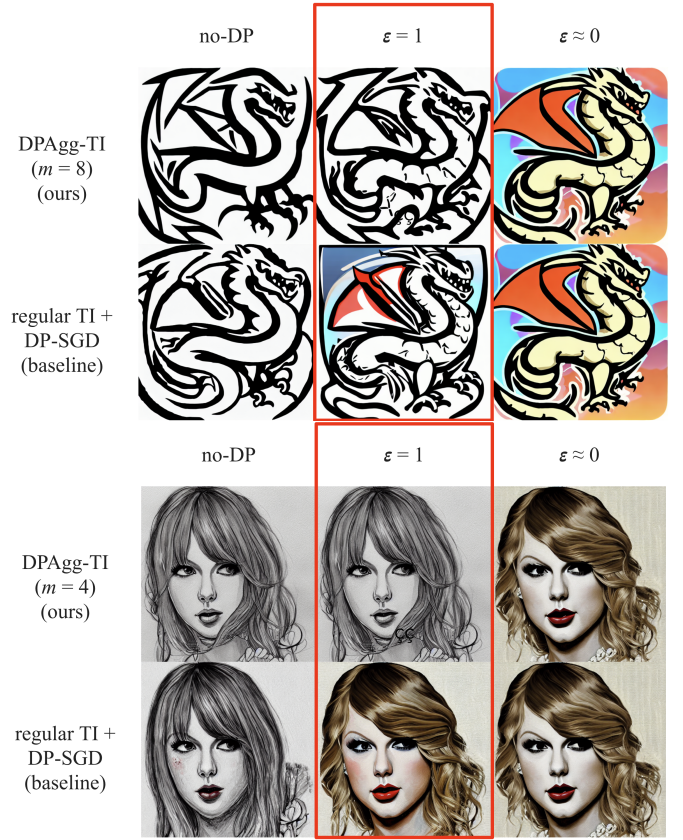 no-DP
ε = 1
ε ≈ 0
DPAgg-TI
(m = 8)
(ours)
regular TI +
DP-SGD
(baseline)
no-DP
ε = 1
ε ≈ 0
DPAgg-TI
(m = 4)
(ours)
regular TI +
DP-SGD
(baseline)